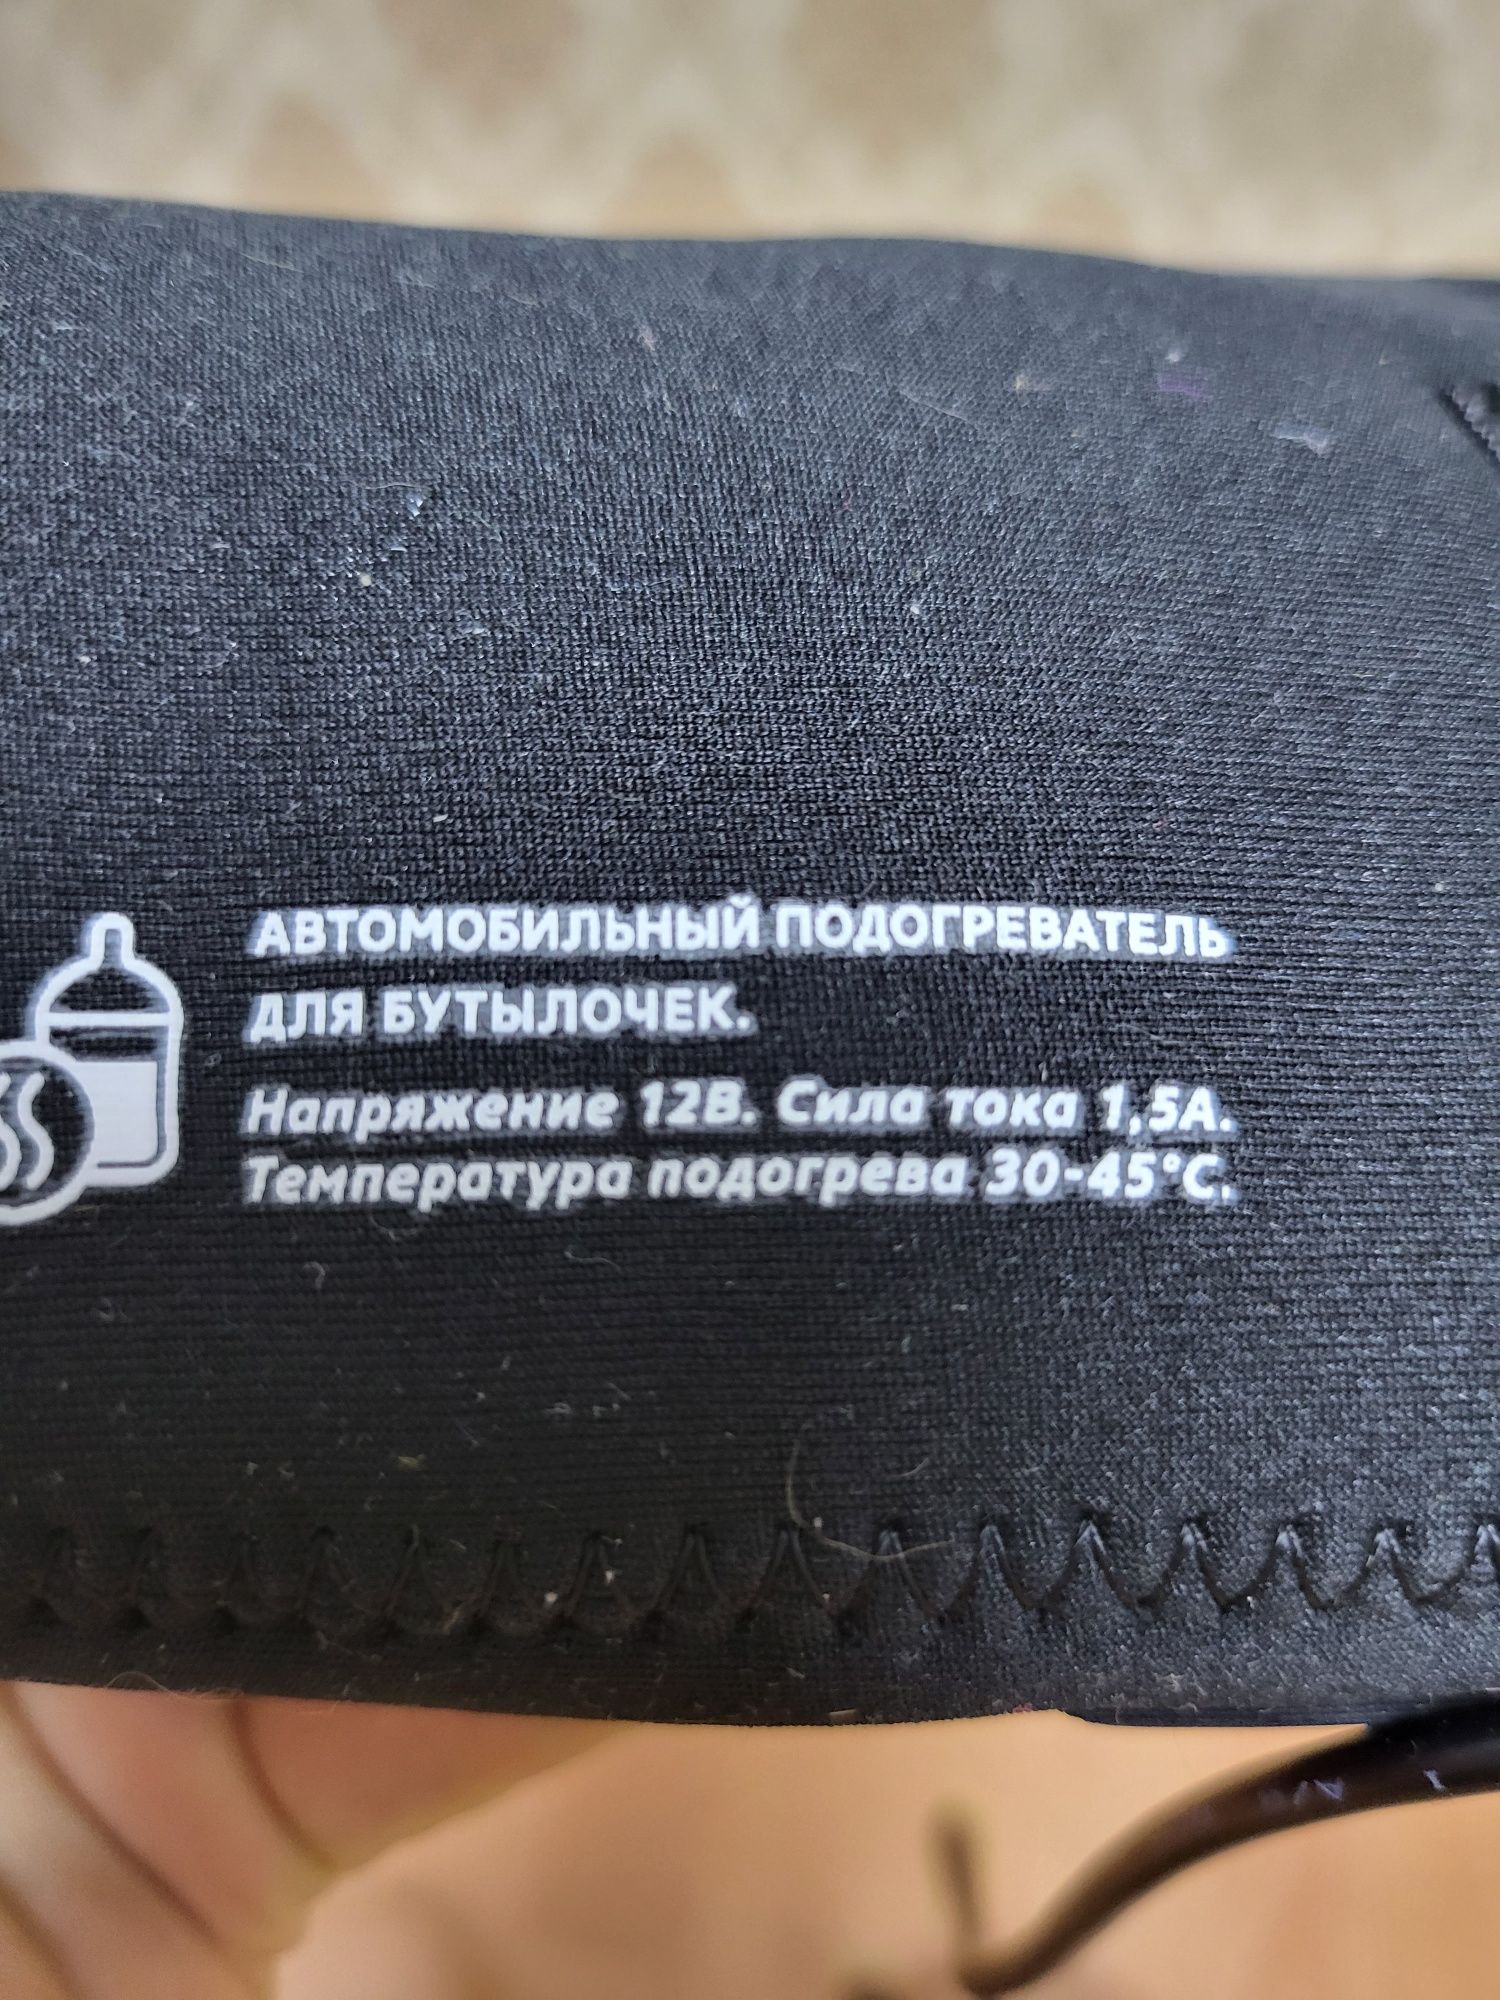 АВТОМОБИЛЬНЫЙ ПОДОГРЕВАТЕЛЬ
ДЛЯ БУТЫЛОЧЕК.
Напряжение 12В. Сила тока 1,5А.
Температура подогрева 30-45°С.